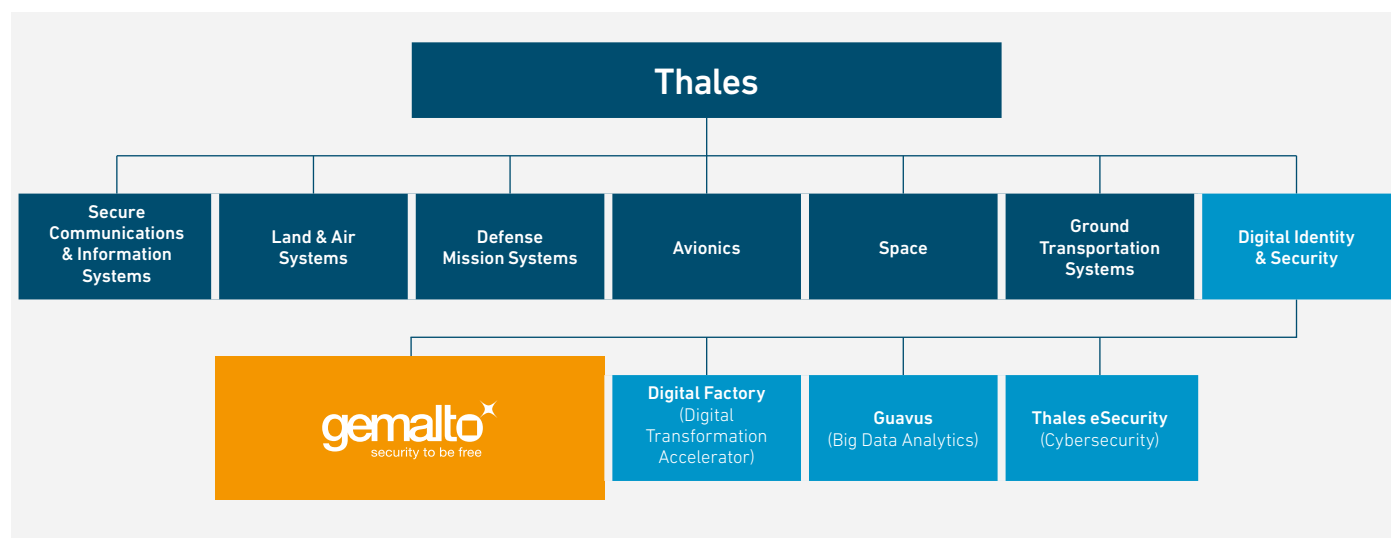 Thales
Secure
Communications
& Information
Systems
Land & Air
Systems
Defense
Mission Systems
Avionics
Space
Ground
Transportation
Systems
Digital Identity
& Security
gemalto
security to be free
Digital Factory
(Digital
Transformation
Accelerator)
Guavus
(Big Data Analytics)
Thales eSecurity
(Cybersecurity)